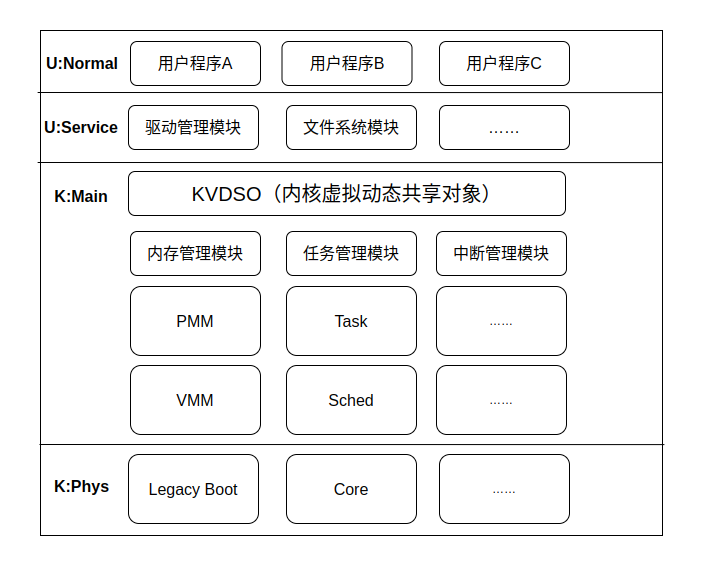 U:Normal 用户程序A 用户程序B 用户程序C
U:Service 驱动管理模块 文件系统模块 ……
K:Main KVDSO（内核虚拟动态共享对象）
内存管理模块 任务管理模块 中断管理模块
PMM Task ……
VMM Sched ……
K:Phys Legacy Boot Core ……